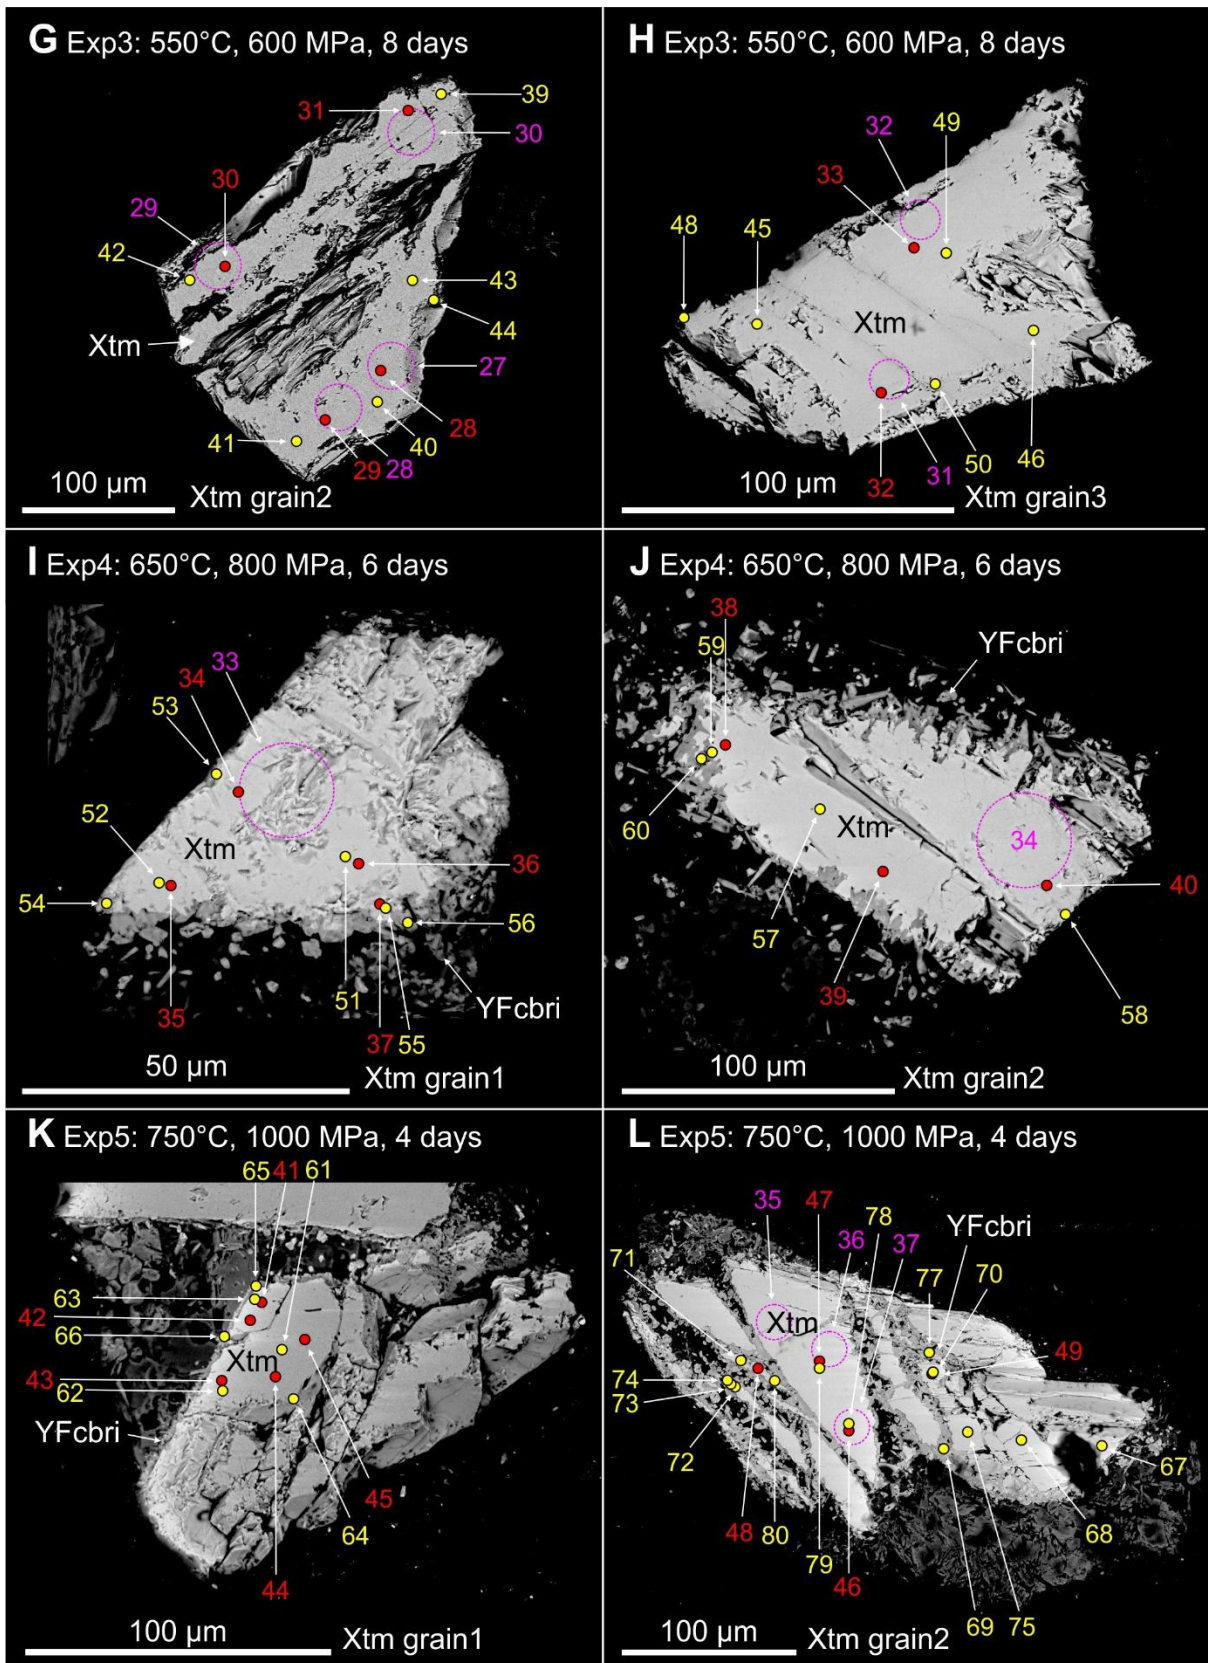 G Exp3: 550°C, 600 MPa, 8 days
31
39
30
30
29
42
43
44
Xtm
27
41
40
28
29
28
100 µm
Xtm grain2
H Exp3: 550°C, 600 MPa, 8 days
32
49
33
48
45
Xtm
50
46
32
31
100 µm
Xtm grain3
I Exp4: 650°C, 800 MPa, 6 days
33
34
53
52
Xtm
36
54
56
51
YFcbri
35
37
55
50 µm
Xtm grain1
J Exp4: 650°C, 800 MPa, 6 days
38
59
YFcbri
60
Xtm
34
40
57
39
58
100 µm
Xtm grain2
K Exp5: 750°C, 1000 MPa, 4 days
65
41
61
63
42
66
Xtm
43
62
YFcbri
45
64
44
100 µm
Xtm grain1
L Exp5: 750°C, 1000 MPa, 4 days
35
47
78
36
37
YFcbri
71
77
70
Xtm
49
74
73
72
67
48
80
79
68
46
69
75
100 µm
Xtm grain2